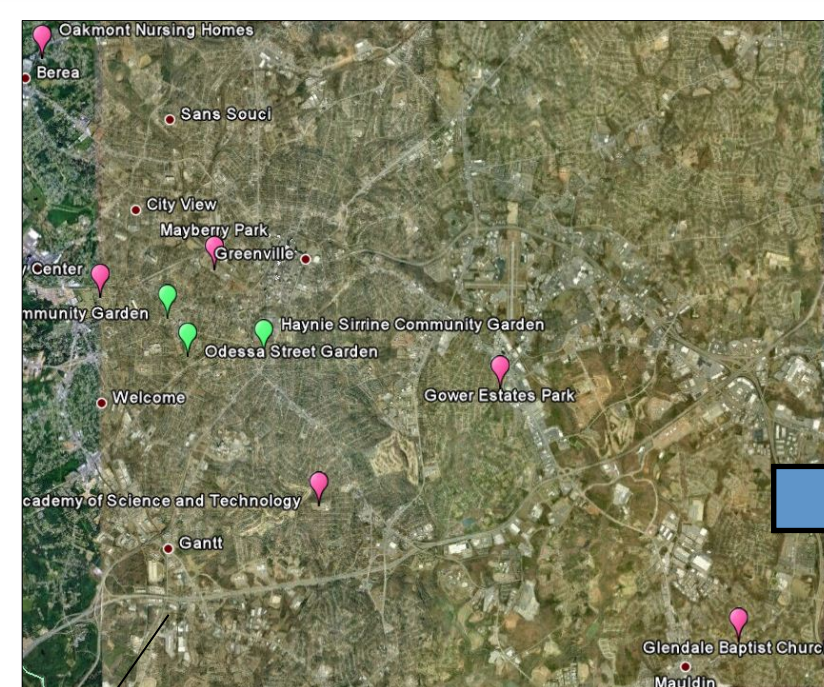 Oakmont Nursing Homes
Berea
Sans Souci
City View
Mayberry Park
Greenville
y Center
mmunity Garden
Haynie Sirrine Community Garden
Odessa Street Garden
Welcome
Gower Estates Park
cademy of Science and Technology
Gantt
Glendale Baptist Churc
Mauldin